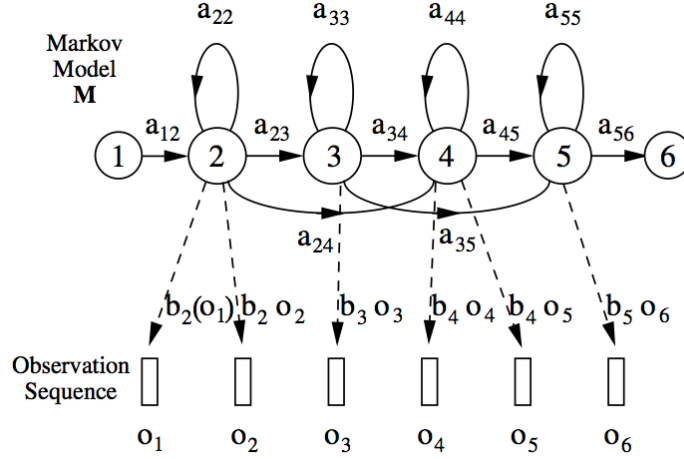 a22 a33 a44 a55
Markov
Model
M
a12 a23 a34 a45 a56
1 2 3 4 5 6
a24 a35
b2(o1) b2 o2 b3 o3 b4 o4 b4 o5 b5 o6
Observation
Sequence
o1 o2 o3 o4 o5 o6